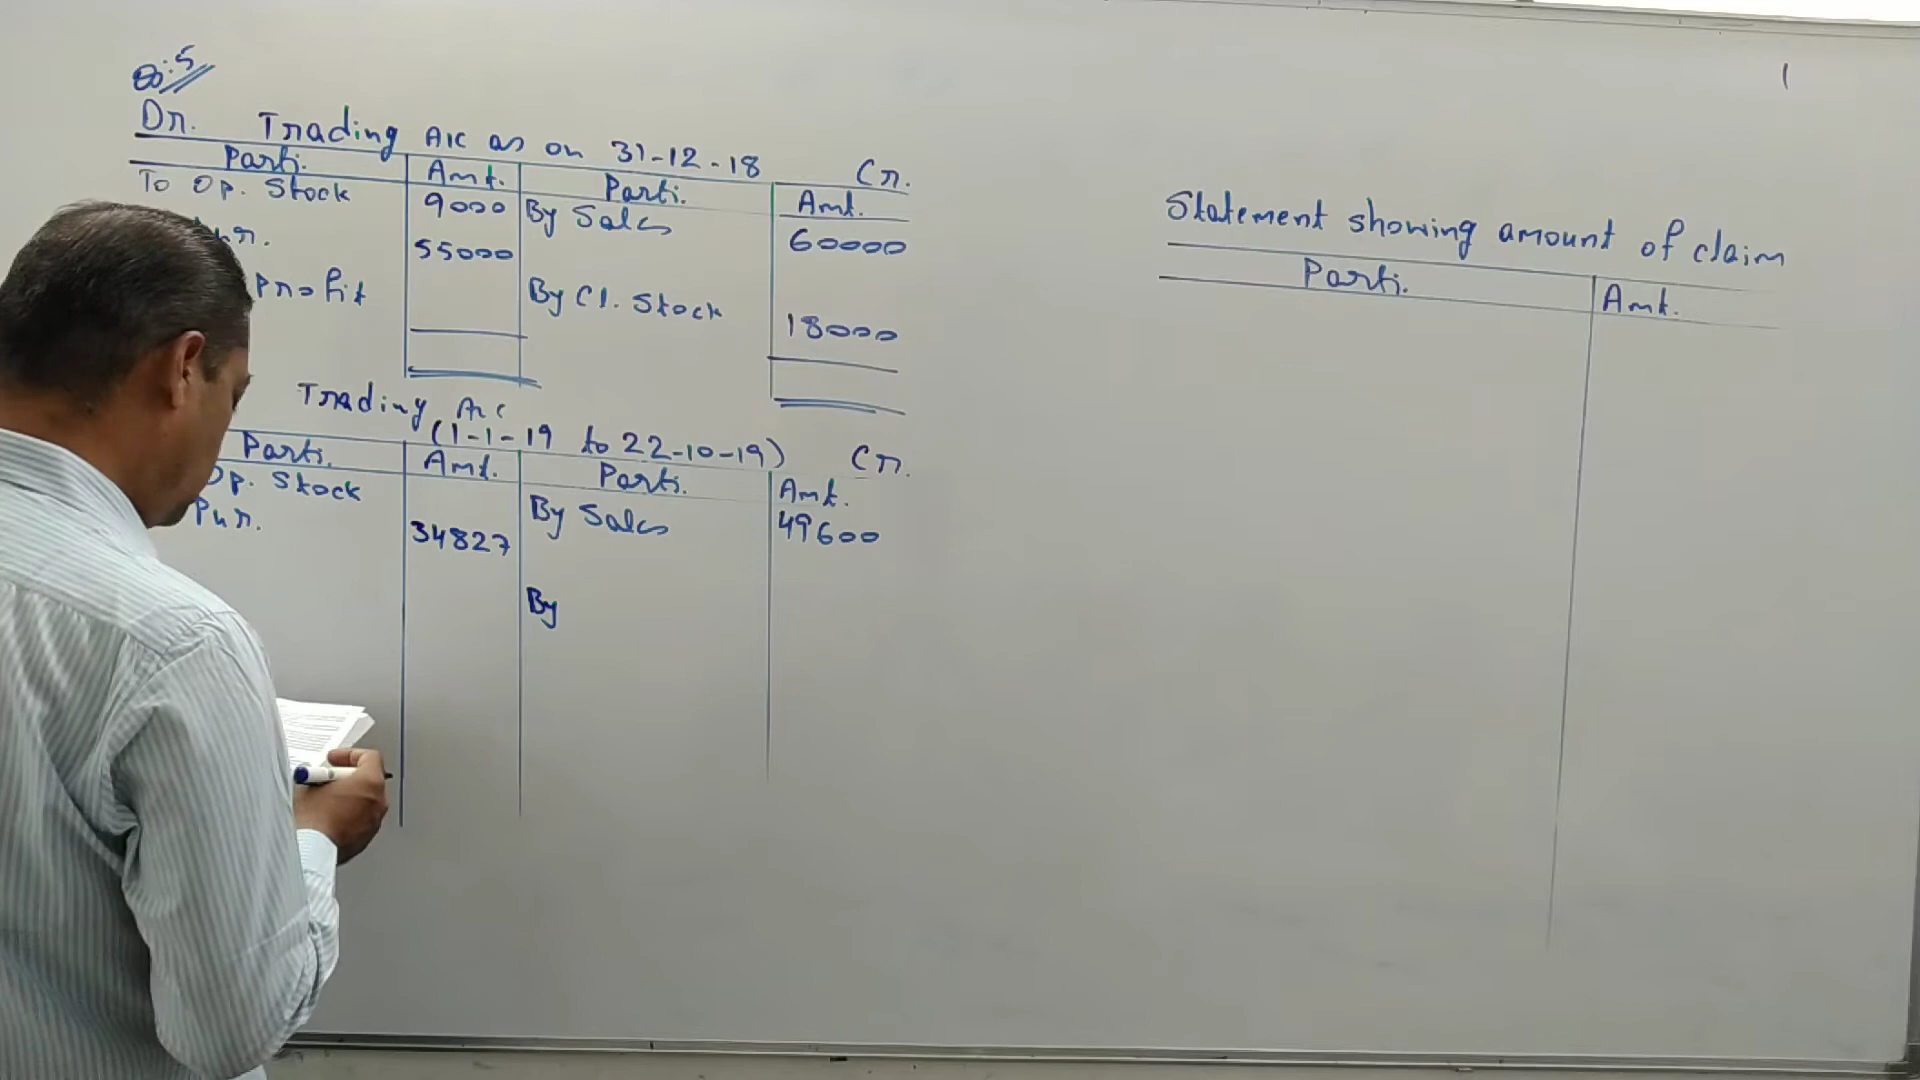 Q:5
Dr. Trading A/C as on 31-12-18 Cr.
Parti. Amt. Parti. Amt.
To Op. Stock 9000 By Sales 60000
55000
Profit By Cl. Stock 18000
Trading A/C
(1-1-19 to 22-10-19) Cr.
Parti. Amt. Parti. Amt.
Op. Stock By Sales 49600
Pur. 34827
By
1
Statement showing amount of claim
Parti. Amt.